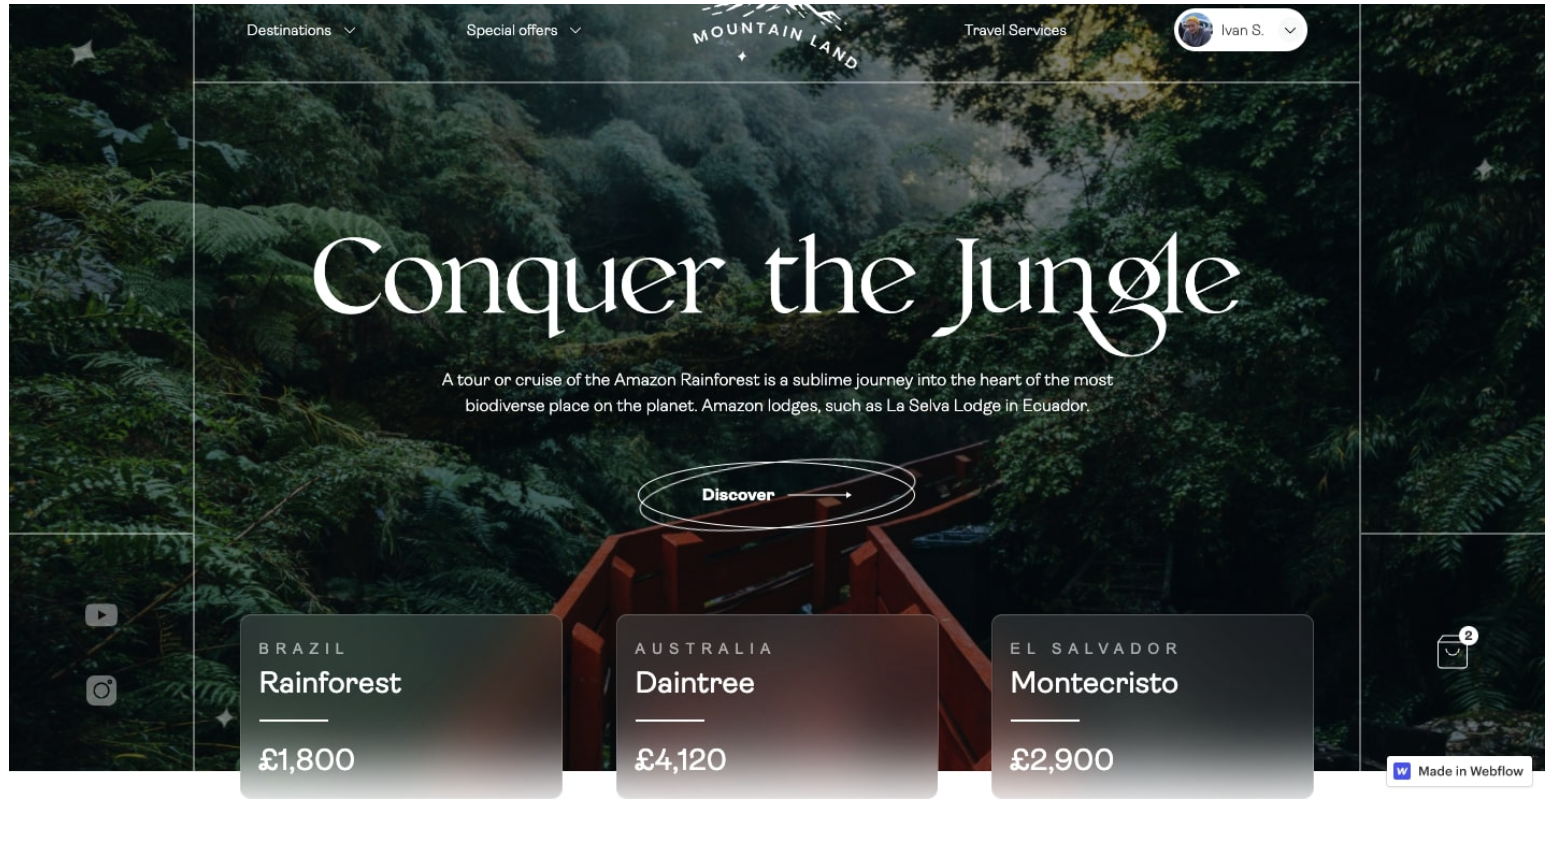 Destinations
Special offers
MOUNTAIN LAND
Travel Services
Ivan S.
Conquer the Jungle
A tour or cruise of the Amazon Rainforest is a sublime journey into the heart of the most
biodiverse place on the planet. Amazon lodges, such as La Selva Lodge in Ecuador.
Discover
BRAZIL
Rainforest
£1,800
AUSTRALIA
Daintree
£4,120
EL SALVADOR
Montecristo
£2,900
2
W Made in Webflow